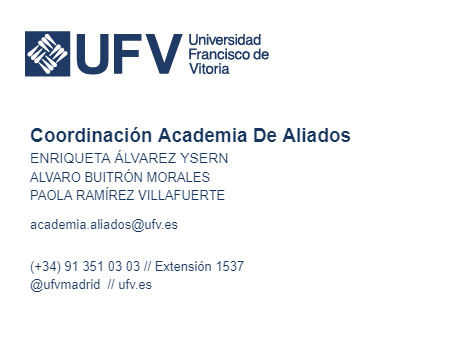 UFV Universidad
Francisco de
Vitoria
Coordinación Academia De Aliados
ENRIQUETA ÁLVAREZ YSERN
ALVARO BUITRÓN MORALES
PAOLA RAMÍREZ VILLAFUERTE
academia.aliados@ufv.es
(+34) 91 351 03 03 // Extensión 1537
@ufvmadrid // ufv.es